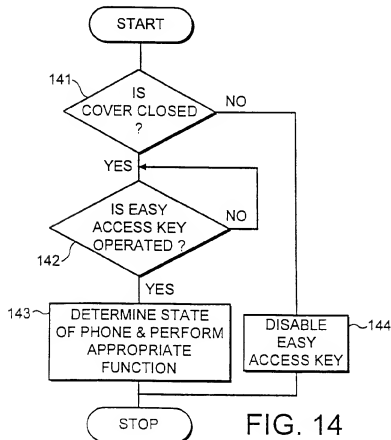 START
141
IS
COVER CLOSED
?
NO
YES
IS EASY
ACCESS KEY
OPERATED ?
NO
142
YES
143
DETERMINE STATE
OF PHONE & PERFORM
APPROPRIATE
FUNCTION
DISABLE
EASY
ACCESS KEY
144
STOP
FIG. 14